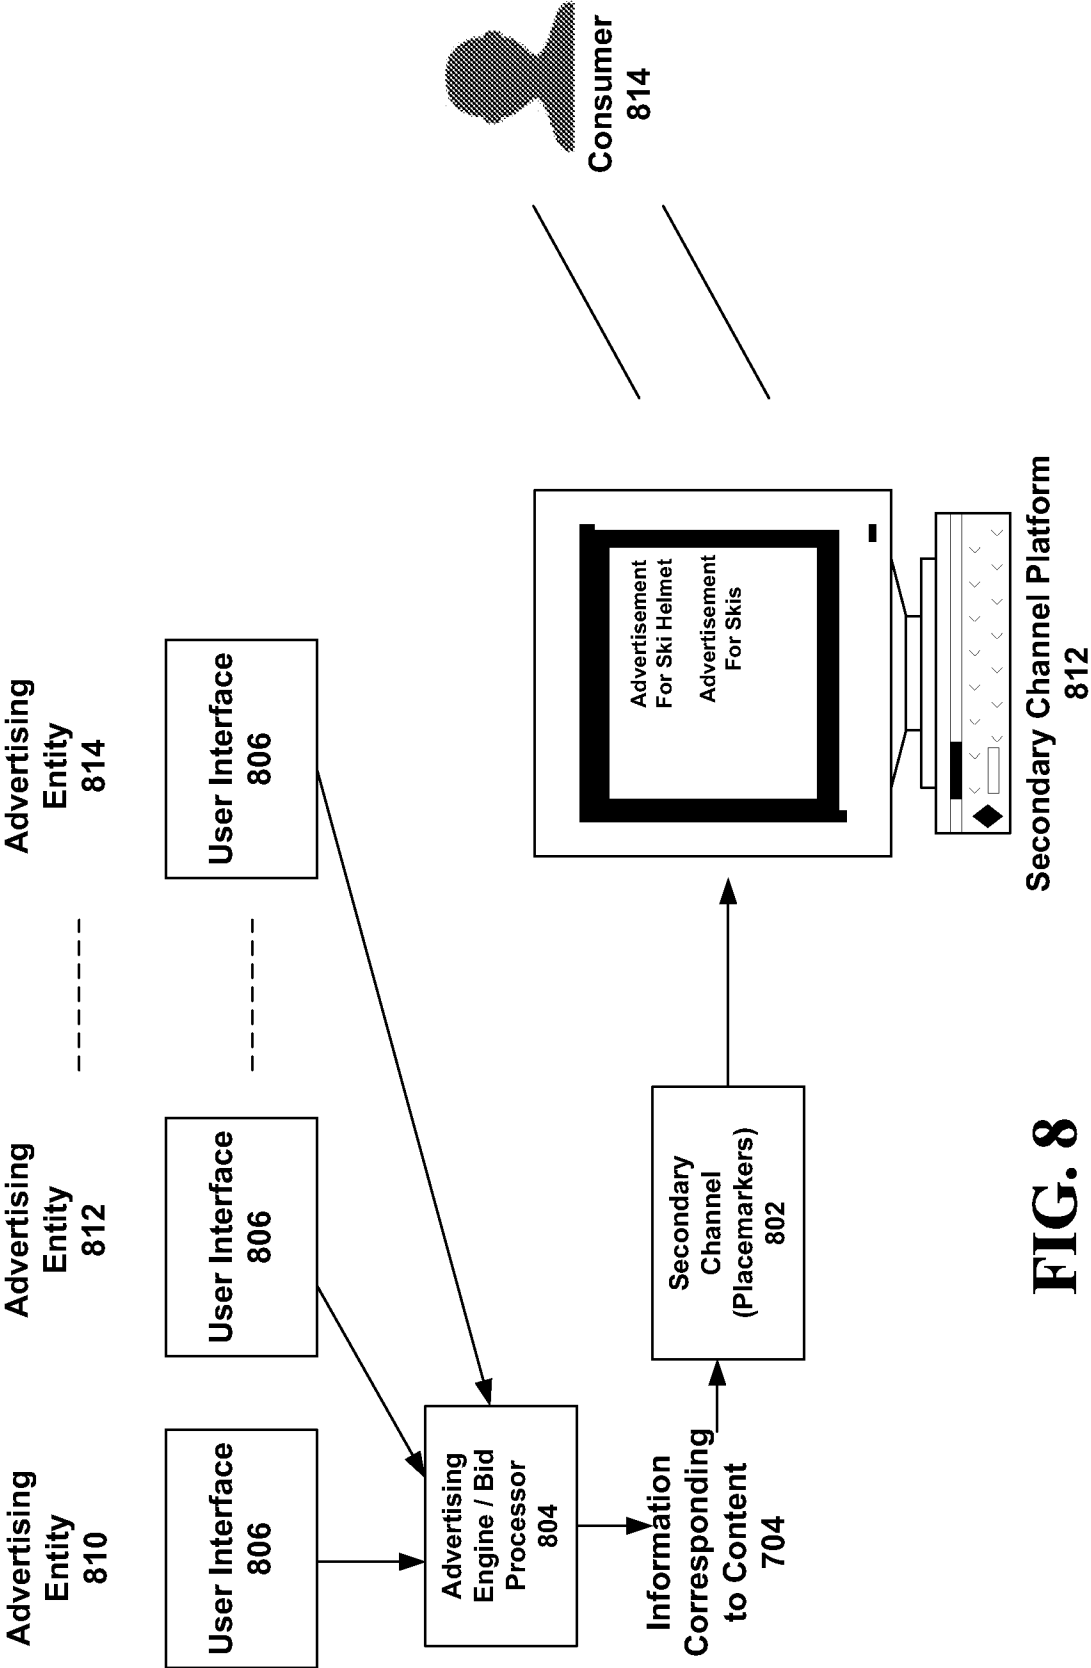 Advertising
Entity
810
Advertising
Entity
812
Advertising
Entity
814
User Interface
806
User Interface
806
User Interface
806
Advertising
Engine / Bid
Processor
804
Information
Corresponding
to Content
704
Secondary
Channel
(Placemarkers)
802
Advertisement
For Ski Helmet
Advertisement
For Skis
Secondary Channel Platform
812
Consumer
814
FIG. 8